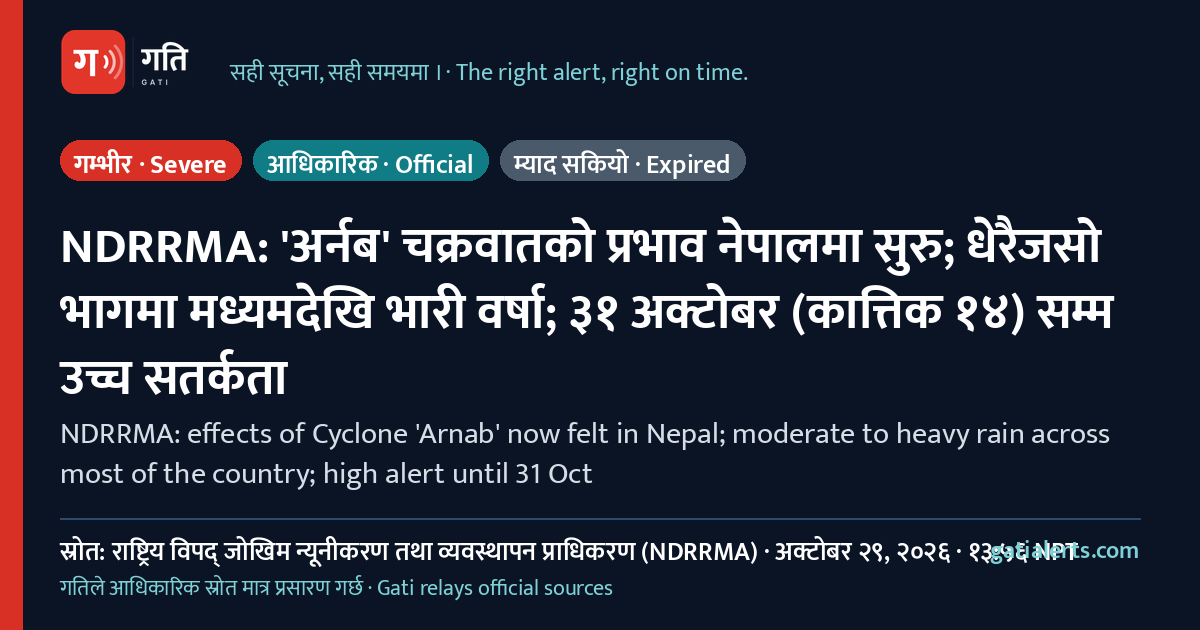 ग गति
GATI
सही सूचना, सही समयमा । · The right alert, right on time.
गम्भीर · Severe आधिकारिक · Official म्याद सकियो · Expired
NDRRMA: 'अर्नब' चक्रवातको प्रभाव नेपालमा सुरु; धेरैजसो
भागमा मध्यमदेखि भारी वर्षा; ३१ अक्टोबर (कात्तिक १४) सम्म
उच्च सतर्कता
NDRRMA: effects of Cyclone 'Arnab' now felt in Nepal; moderate to heavy rain across
most of the country; high alert until 31 Oct
स्रोत: राष्ट्रिय विपद् जोखिम न्यूनीकरण तथा व्यवस्थापन प्राधिकरण (NDRRMA) · अक्टोबर २९, २०२६ · NPT gatialerts.com
गतिले आधिकारिक स्रोत मात्र प्रसारण गर्छ · Gati relays official sources